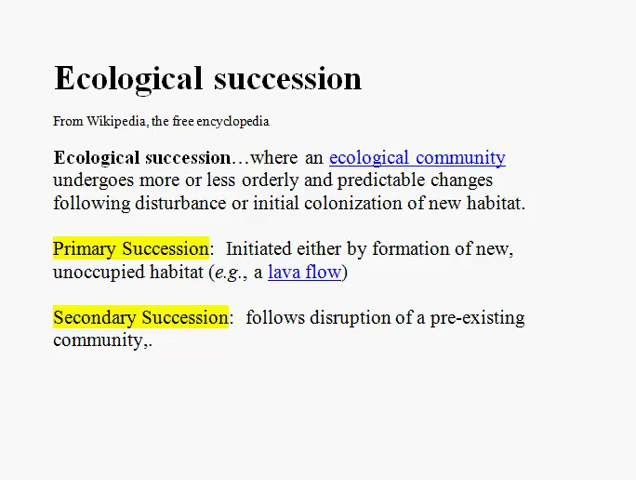 Ecological succession
From Wikipedia, the free encyclopedia
Ecological succession…where an ecological community
undergoes more or less orderly and predictable changes
following disturbance or initial colonization of new habitat.
Primary Succession:  Initiated either by formation of new,
unoccupied habitat (e.g., a lava flow)
Secondary Succession:  follows disruption of a pre-existing
community,.